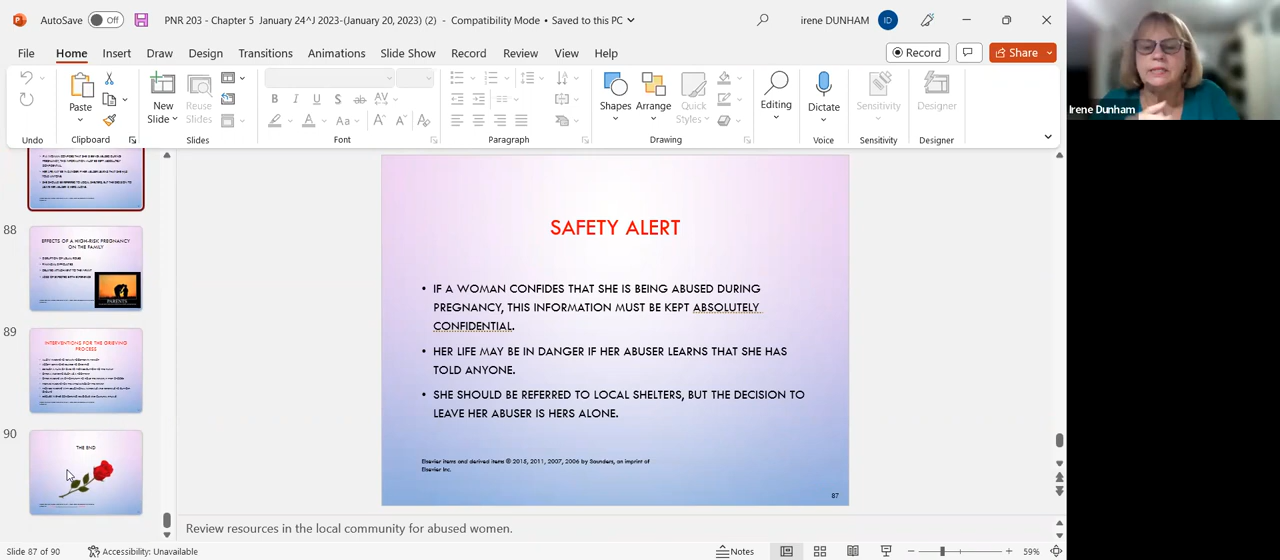 AutoSave Off PNR 203 - Chapter 5 January 24^J 2023-(January 20, 2023) (2) - Compatibility Mode • Saved to this PC irene DUNHAM ID
File Home Insert Draw Design Transitions Animations Slide Show Record Review View Help Record Share
Paste New Slide Reuse Slides Shapes Arrange Quick Styles Editing Dictate Sensitivity Designer
B I U S ab AV Aa A
Undo Clipboard Slides Font Paragraph Drawing Voice Sensitivity Designer
Irene Dunham
88
EFFECTS OF A HIGH-RISK PREGNANCY
ON THE FAMILY
PARENTS
89
INTERVENTIONS FOR THE GRIEVING
PROCESS
90
THE END
SAFETY ALERT
• IF A WOMAN CONFIDES THAT SHE IS BEING ABUSED DURING
PREGNANCY, THIS INFORMATION MUST BE KEPT ABSOLUTELY
CONFIDENTIAL.
• HER LIFE MAY BE IN DANGER IF HER ABUSER LEARNS THAT SHE HAS
TOLD ANYONE.
• SHE SHOULD BE REFERRED TO LOCAL SHELTERS, BUT THE DECISION TO
LEAVE HER ABUSER IS HERS ALONE.
Elsevier items and derived items © 2015, 2011, 2007, 2006 by Saunders, an imprint of
Elsevier Inc.
87
Review resources in the local community for abused women.
Slide 87 of 90 Accessibility: Unavailable Notes 59%